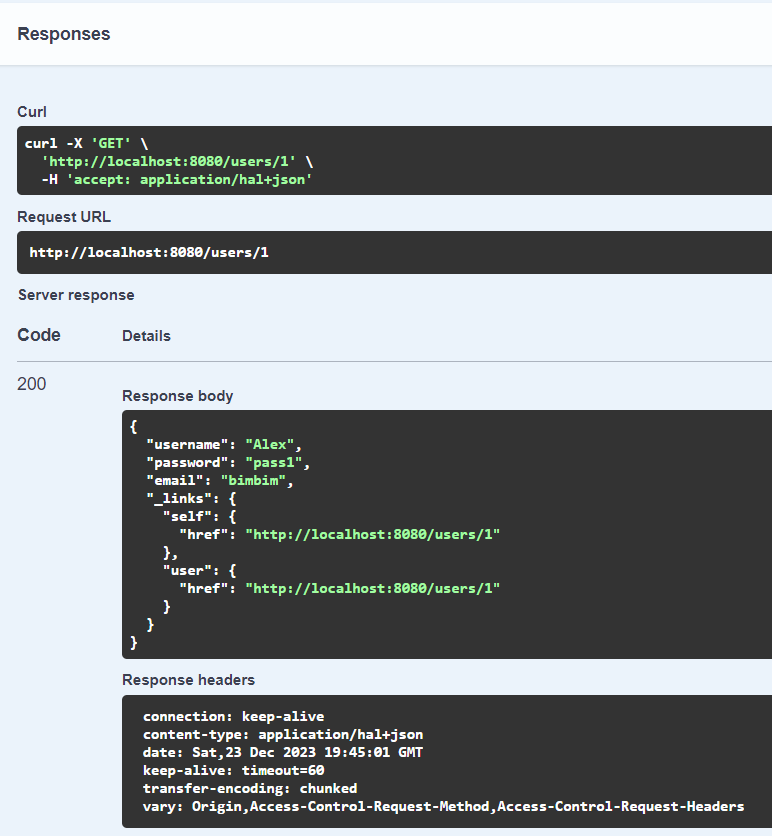 Responses
Curl
curl -X 'GET' \
  'http://localhost:8080/users/1' \
  -H 'accept: application/hal+json'
Request URL
http://localhost:8080/users/1
Server response
Code Details
200
Response body
{
  "username": "Alex",
  "password": "pass1",
  "email": "bimbim",
  "_links": {
    "self": {
      "href": "http://localhost:8080/users/1"
    },
    "user": {
      "href": "http://localhost:8080/users/1"
    }
  }
}
Response headers
connection: keep-alive
content-type: application/hal+json
date: Sat,23 Dec 2023 19:45:01 GMT
keep-alive: timeout=60
transfer-encoding: chunked
vary: Origin,Access-Control-Request-Method,Access-Control-Request-Headers